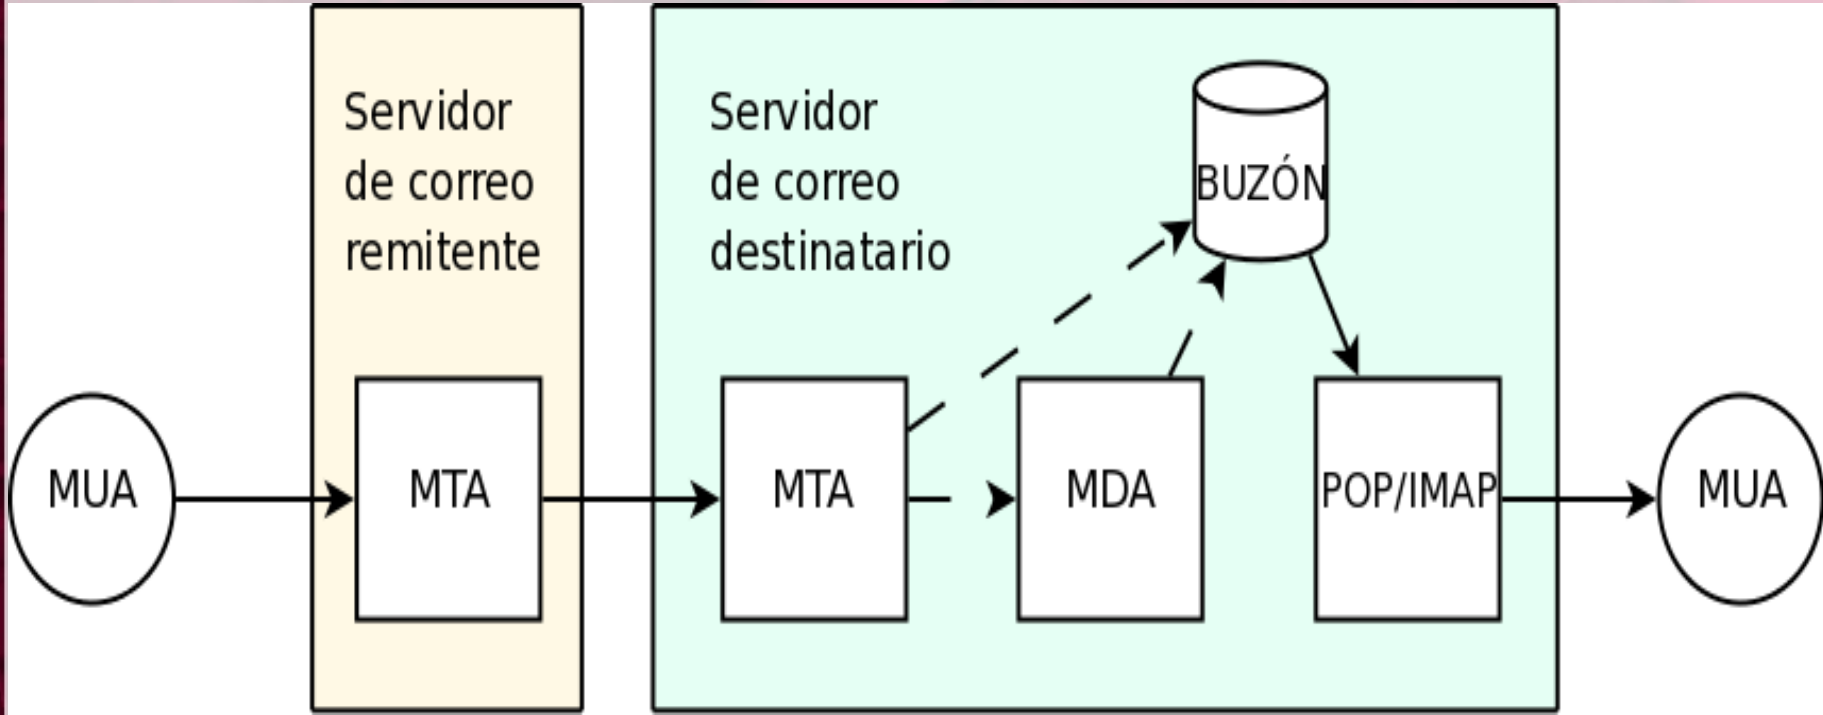 Servidor
de correo
remitente
Servidor
de correo
destinatario
BUZÓN
MUA
MTA
MTA
MDA
POP/IMAP
MUA